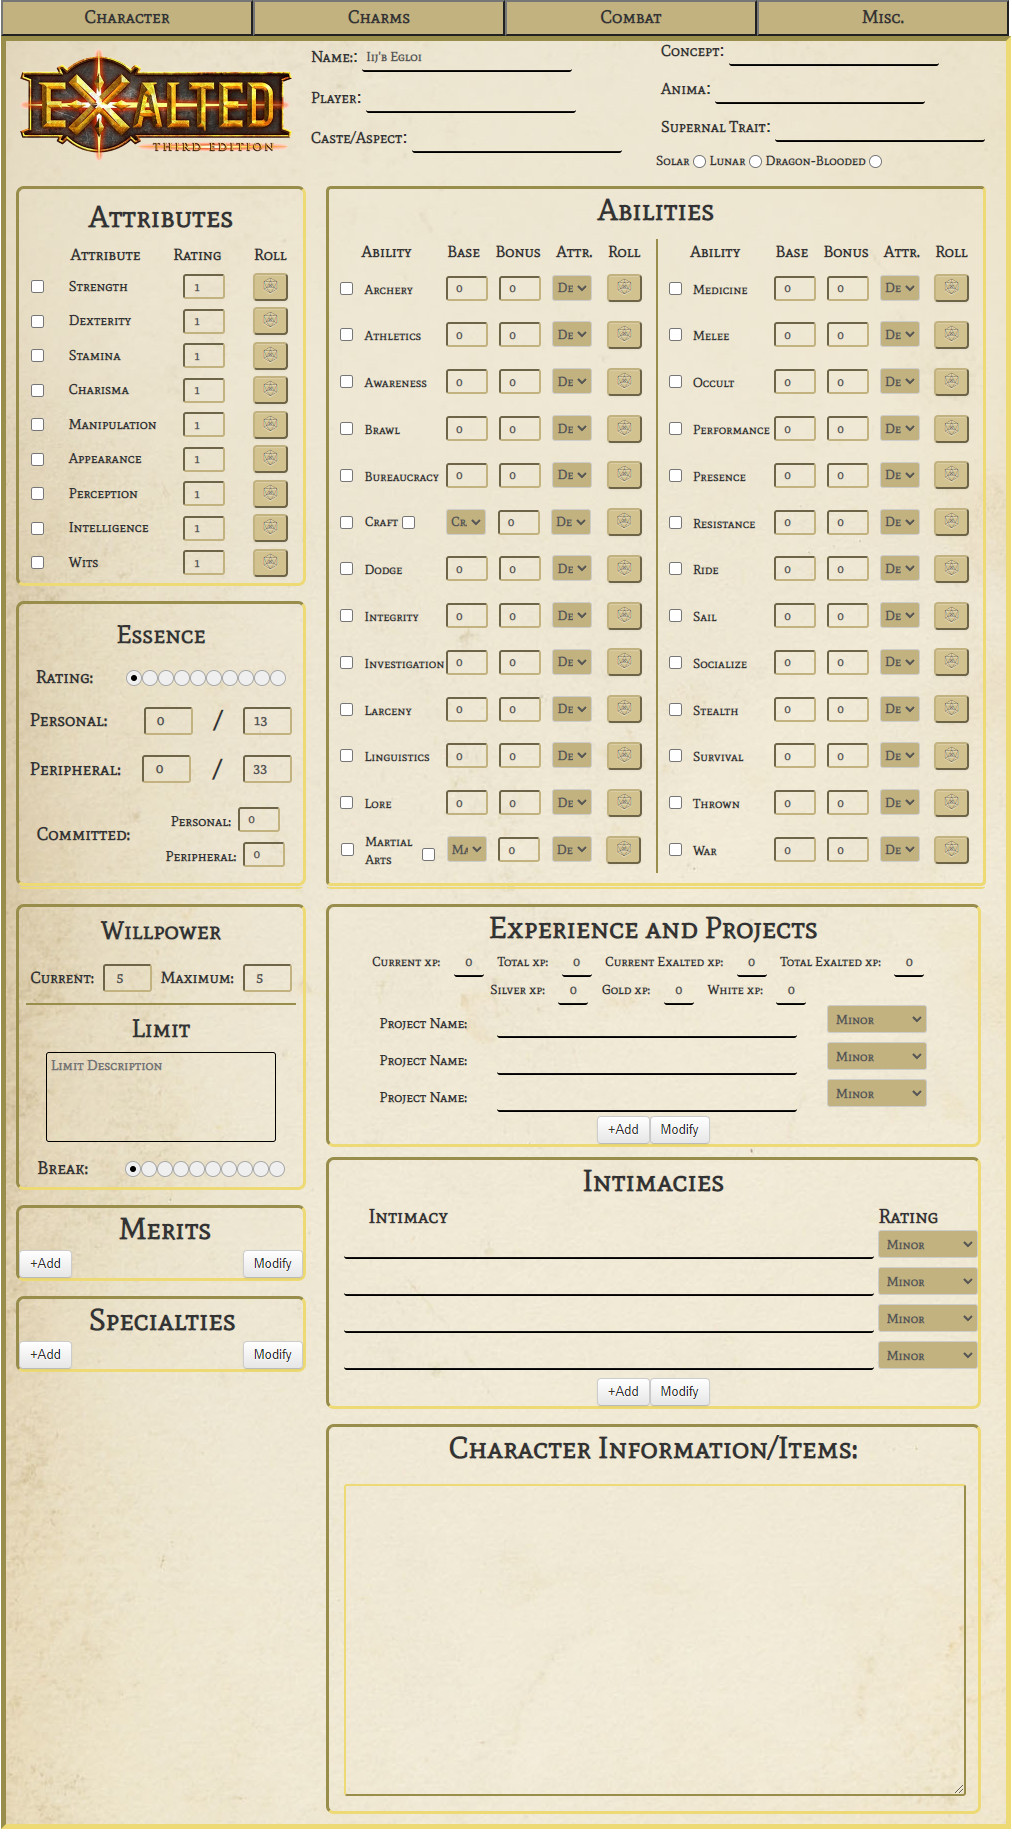 Character Charms Combat Misc.
EXALTED
THIRD EDITION
Name:: Iij'b Egloi
Player:
Caste/Aspect:
Concept:
Anima:
Supernal Trait:
Solar Lunar Dragon-Blooded
Attributes
Attribute Rating Roll
Strength 1
Dexterity 1
Stamina 1
Charisma 1
Manipulation 1
Appearance 1
Perception 1
Intelligence 1
Wits 1
Essence
Rating:
Personal: 0 / 13
Peripheral: 0 / 33
Committed:
Personal: 0
Peripheral: 0
Willpower
Current: 5 Maximum: 5
Limit
Limit Description
Break:
Merits
+Add Modify
Specialties
+Add Modify
Abilities
Ability Base Bonus Attr. Roll
Archery 0 0 De
Athletics 0 0 De
Awareness 0 0 De
Brawl 0 0 De
Bureaucracy 0 0 De
Craft Cr 0 De
Dodge 0 0 De
Integrity 0 0 De
Investigation 0 0 De
Larceny 0 0 De
Linguistics 0 0 De
Lore 0 0 De
Martial
Arts Ma 0 De
Ability Base Bonus Attr. Roll
Medicine 0 0 De
Melee 0 0 De
Occult 0 0 De
Performance 0 0 De
Presence 0 0 De
Resistance 0 0 De
Ride 0 0 De
Sail 0 0 De
Socialize 0 0 De
Stealth 0 0 De
Survival 0 0 De
Thrown 0 0 De
War 0 0 De
Experience and Projects
Current xp: 0 Total xp: 0 Current Exalted xp: 0 Total Exalted xp: 0
Silver xp: 0 Gold xp: 0 White xp: 0
Project Name: Minor
Project Name: Minor
Project Name: Minor
+Add Modify
Intimacies
Intimacy Rating
Minor
Minor
Minor
Minor
+Add Modify
Character Information/Items: